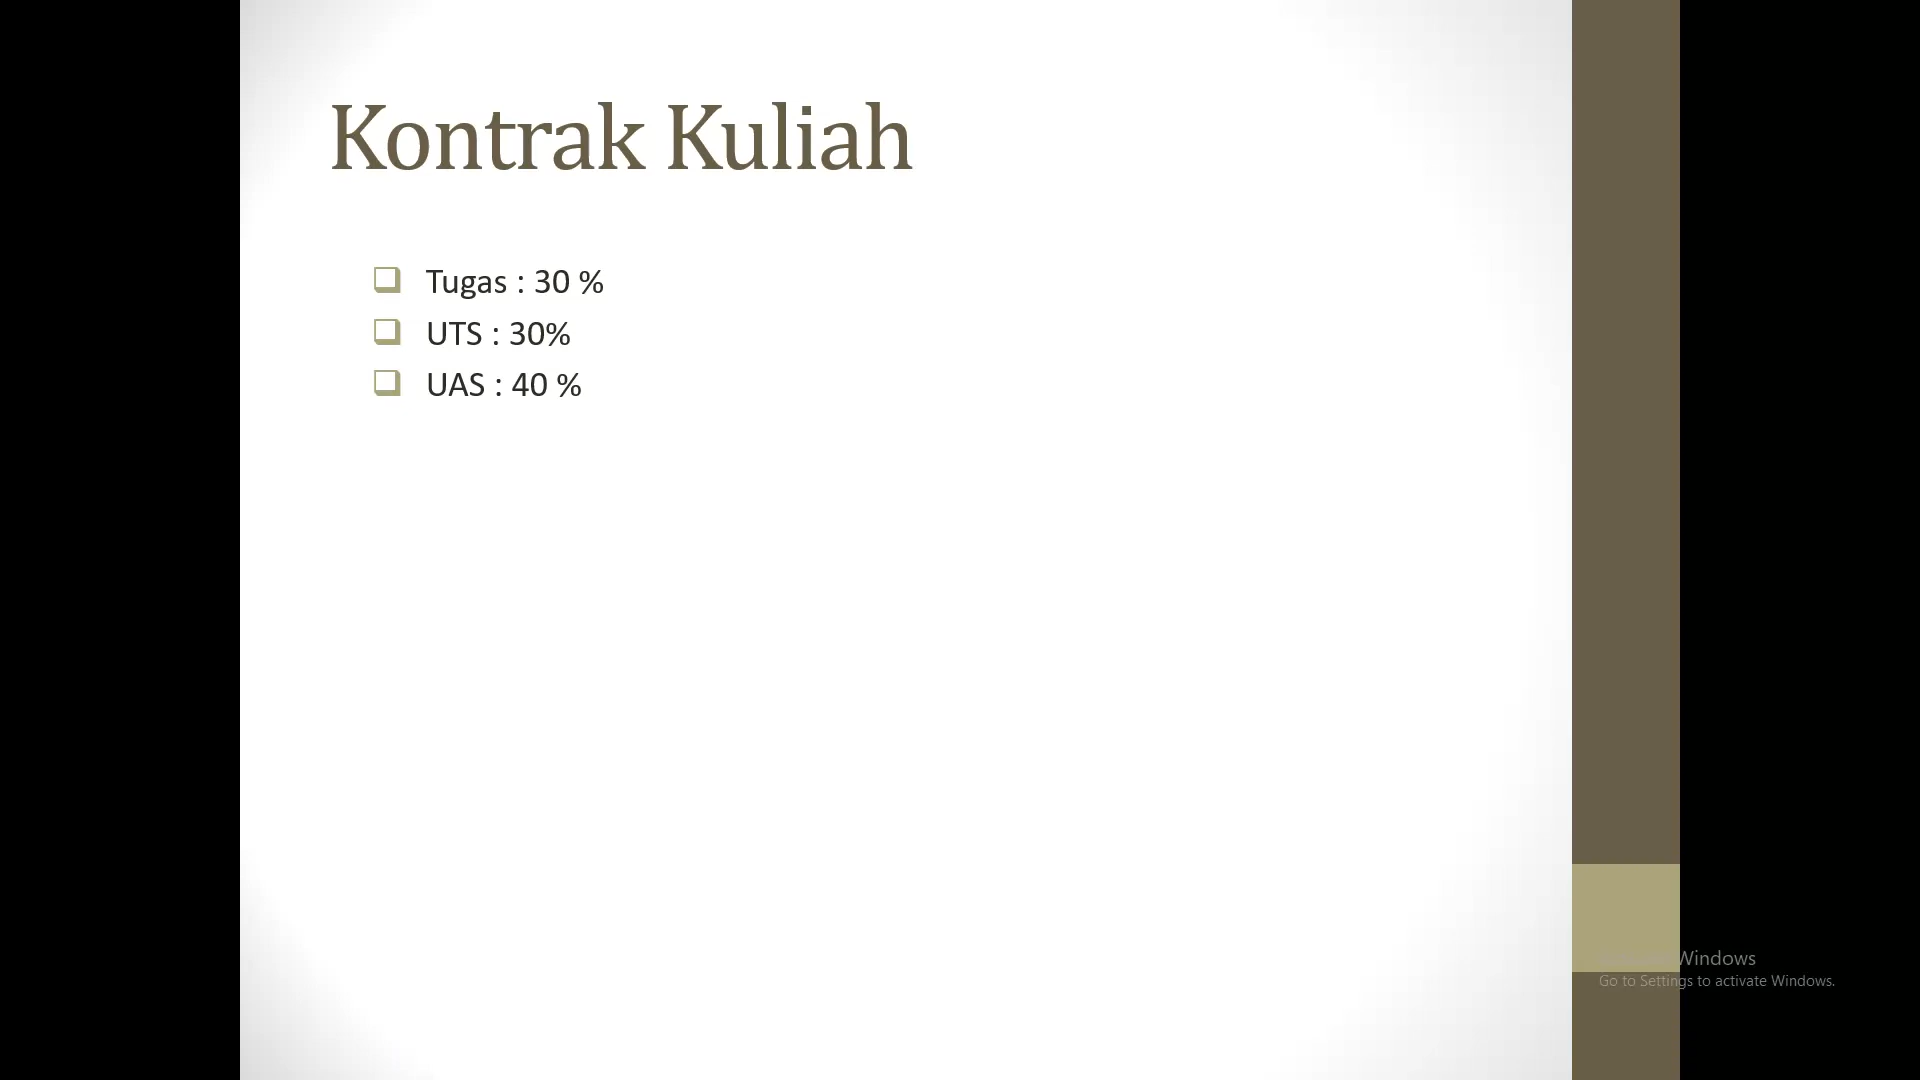 Kontrak Kuliah
Tugas : 30 %
UTS : 30%
UAS : 40 %
Windows
Go to Settings to activate Windows.